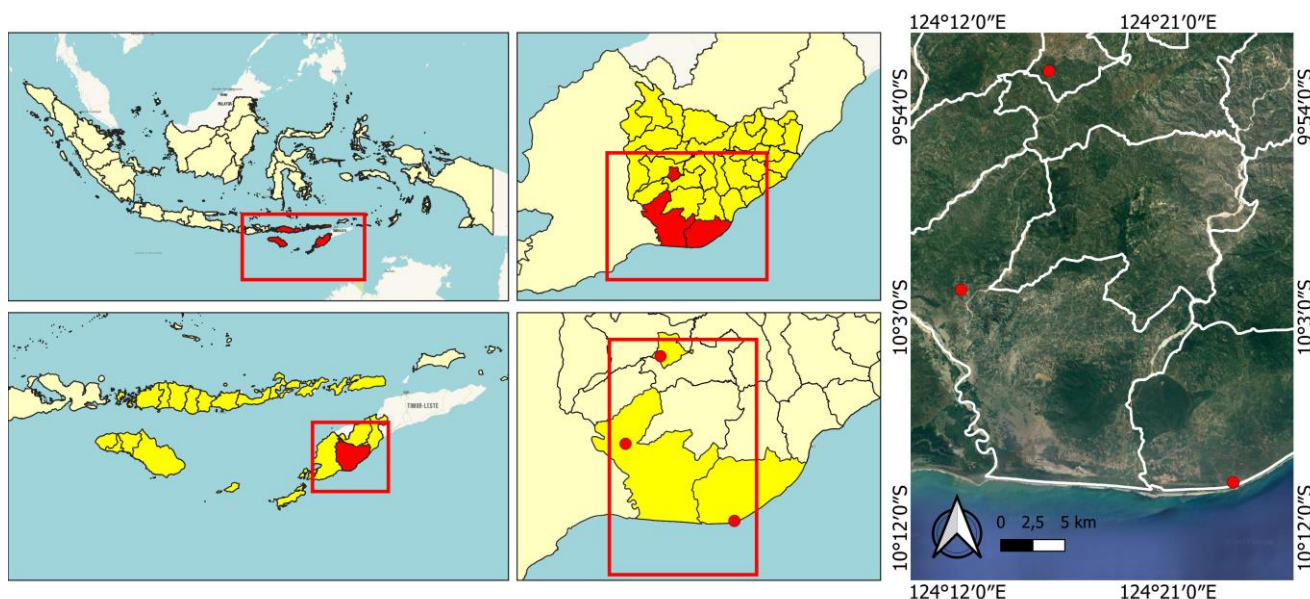 124°12′0″E 124°21′0″E
9°54′0″S 9°54′0″S
10°3′0″S 10°3′0″S
TIMOR-LESTE
0 2,5 5 km
10°12′0″S 10°12′0″S
124°12′0″E 124°21′0″E